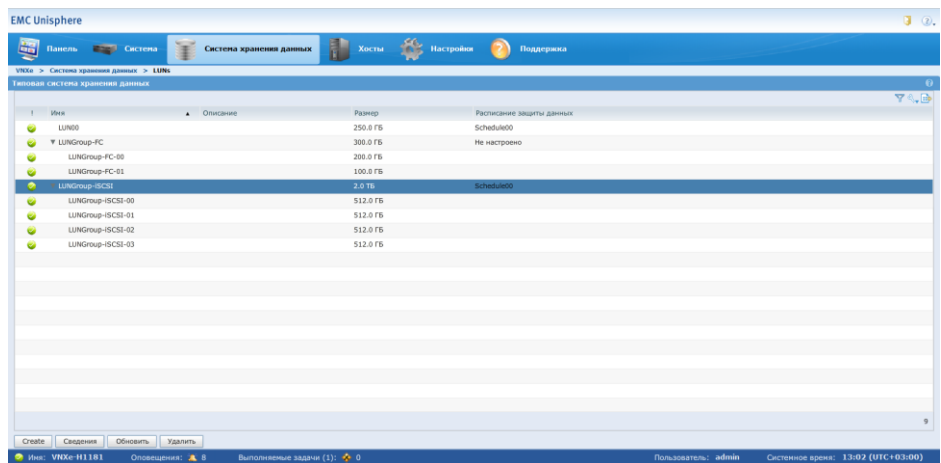 EMC Unisphere
Панель Система Система хранения данных Хосты Настройки Поддержка
VNXe > Система хранения данных > LUNs
Типовая система хранения данных
! Имя Описание Размер Расписание защиты данных
LUN00 250.0 ГБ Schedule00
LUNGroup-FC 300.0 ГБ Не настроено
LUNGroup-FC-00 200.0 ГБ
LUNGroup-FC-01 100.0 ГБ
LUNGroup-iSCSI 2.0 ТБ Schedule00
LUNGroup-iSCSI-00 512.0 ГБ
LUNGroup-iSCSI-01 512.0 ГБ
LUNGroup-iSCSI-02 512.0 ГБ
LUNGroup-iSCSI-03 512.0 ГБ
9
Create Сведения Обновить Удалить
Имя: VNXe-H1181 Оповещения: 8 Выполняемые задачи (1): 0 Пользователь: admin Системное время: 13:02 (UTC+03:00)